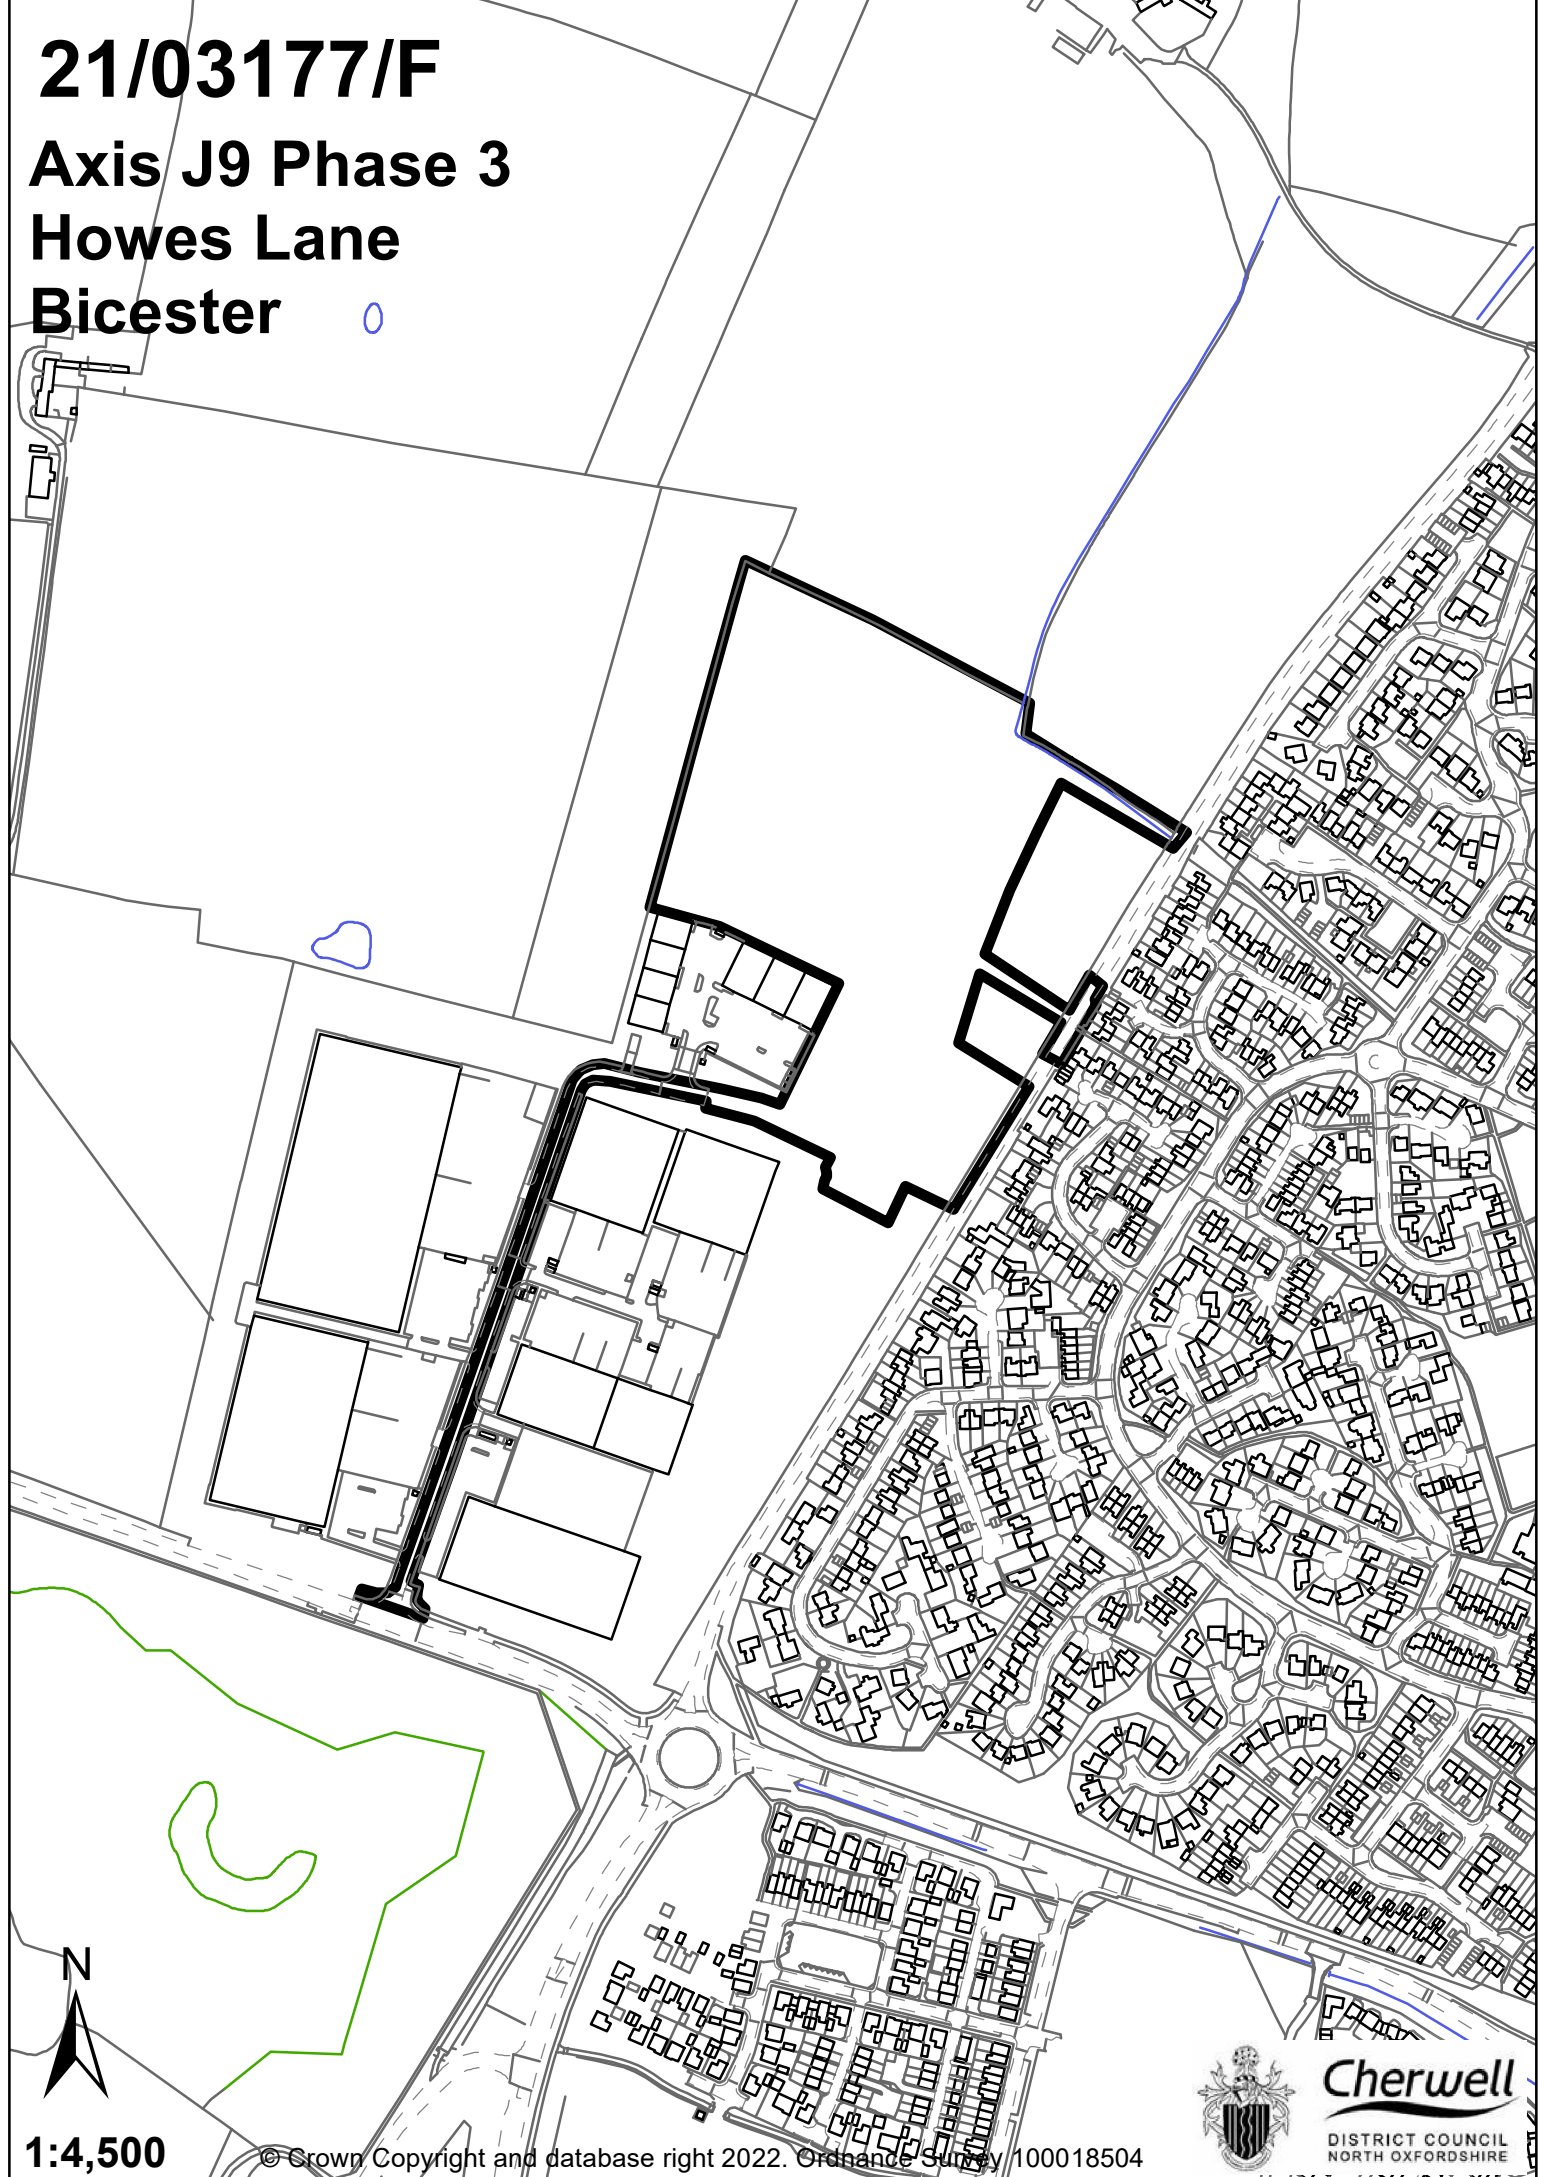 21/03177/F
Axis J9 Phase 3
Howes Lane
Bicester
N
1:4,500
© Crown Copyright and database right 2022. Ordnance Survey 100018504
Cherwell
DISTRICT COUNCIL
NORTH OXFORDSHIRE